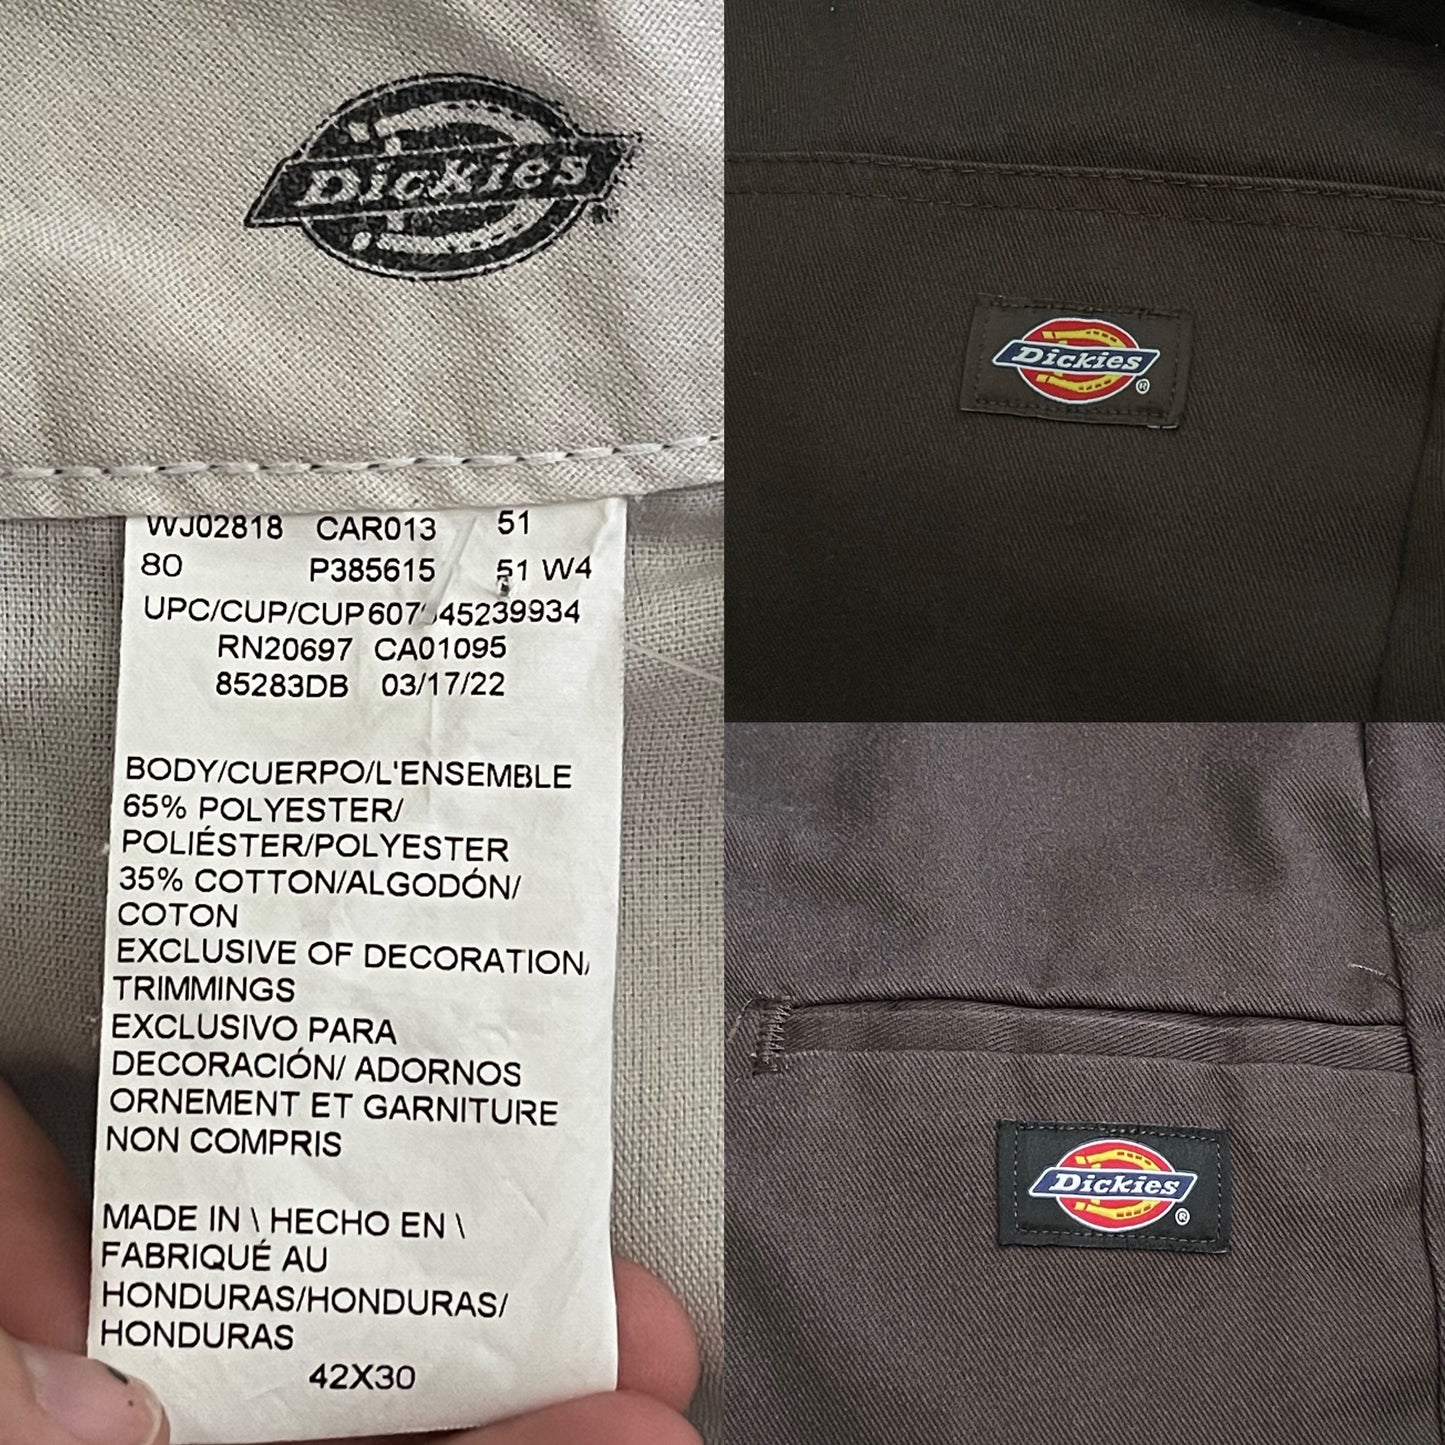 Dickies
WJ02818 CAR013 51
80 P385615 51 W4
UPC/CUP/CUP 45239934
RN20697 CA01095
85283DB 03/17/22
BODY/CUERPO/L'ENSEMBLE
65% POLYESTER/
POLIÉSTER/POLYESTER
35% COTTON/ALGODÓN/
COTON
EXCLUSIVE OF DECORATION/
TRIMMINGS
EXCLUSIVO PARA
DECORACIÓN/ ADORNOS
ORNEMENT ET GARNITURE
NON COMPRIS
MADE IN \ HECHO EN \
FABRIQUÉ AU
HONDURAS/HONDURAS/
HONDURAS
42X30
Dickies ®
Dickies ®